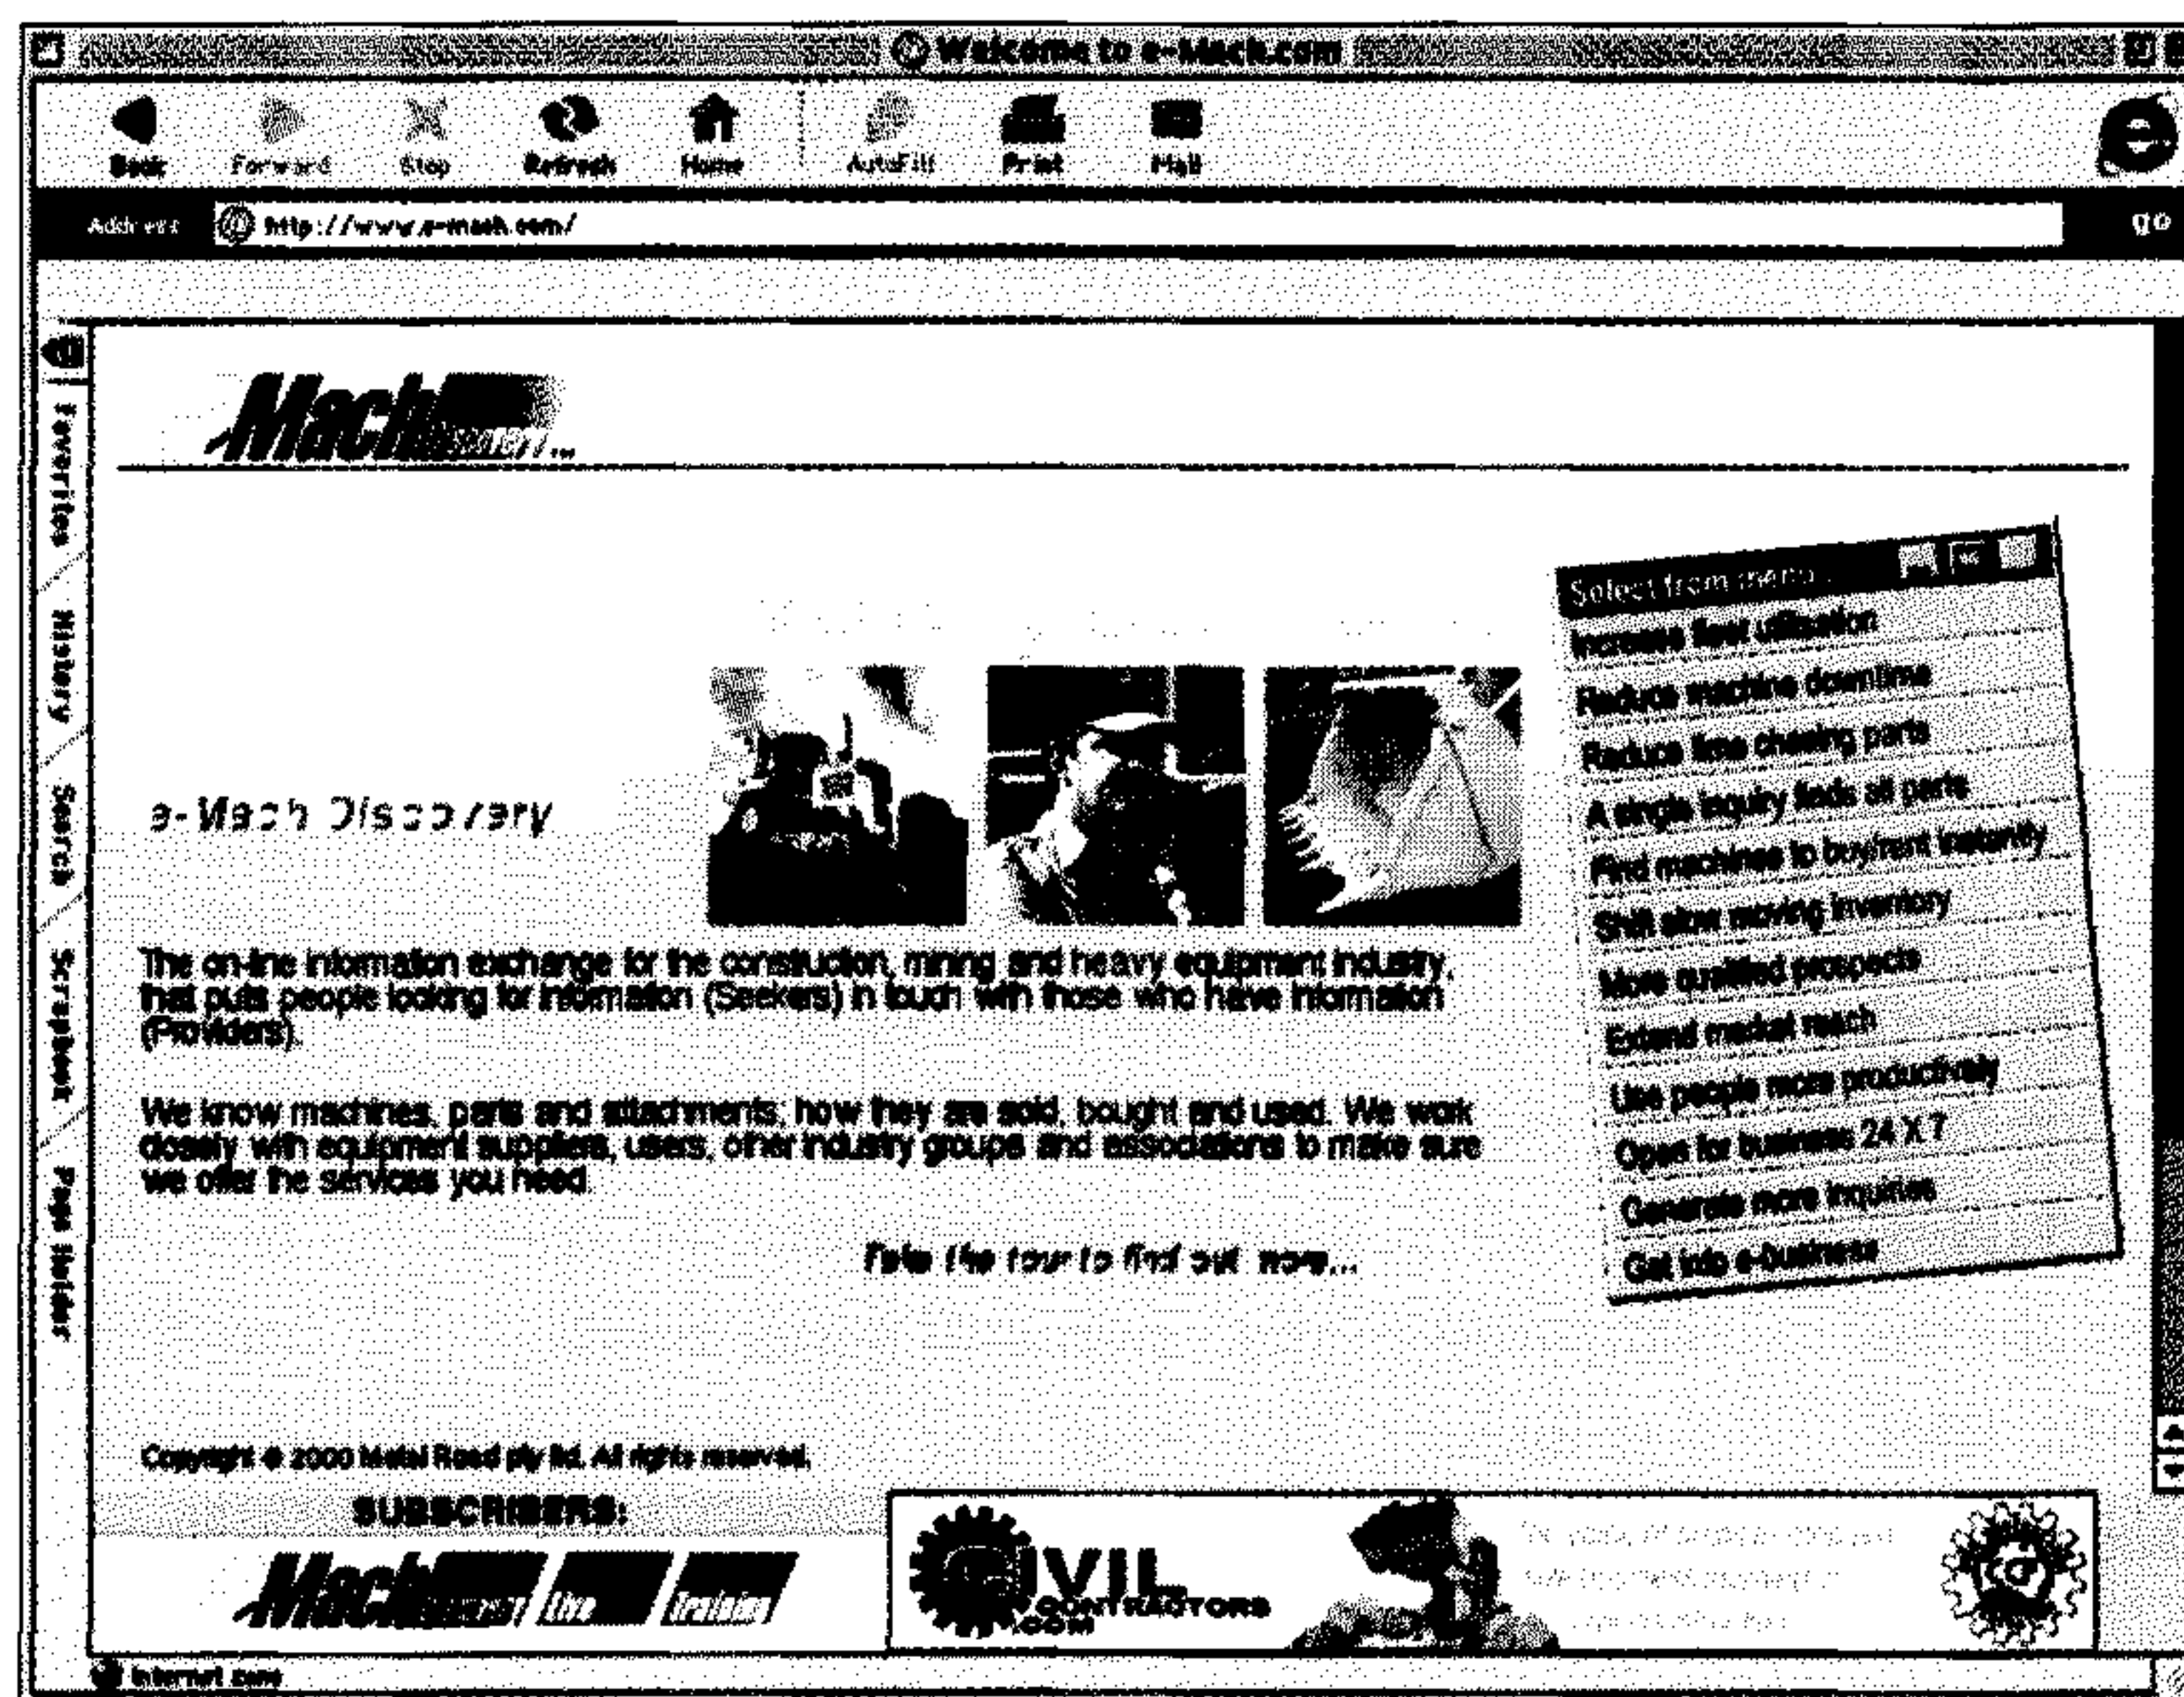 Welcome to e-Mach.com
Back Forward Stop Refresh Home AutoFill Print Mail
Address http://www.e-mach.com/ go
Favorites
History
Search
Scrapbook
Page Holder
Mach
e-Mach Discovery
The on-line information exchange for the construction, mining and heavy equipment industry,
that puts people looking for information (Seekers) in touch with those who have information
(Providers).
We know machines, parts and attachments; how they are sold, bought and used. We work
closely with equipment suppliers, users, other industry groups and associations to make sure
we offer the services you need.
Take the tour to find out more...
Select from menu...
Increase fleet utilisation
Reduce machine downtime
Reduce time chasing parts
A single inquiry finds all parts
Find machines to buy/rent instantly
Shift slow moving inventory
More qualified prospects
Extend market reach
Use people more productively
Open for business 24 X 7
Generate more inquiries
Get into e-business
Copyright © 2000 Metal Road pty ltd. All rights reserved.
SUBSCRIBERS:
Mach Live Training
CIVIL
CONTRACTORS
.COM
Internet zone